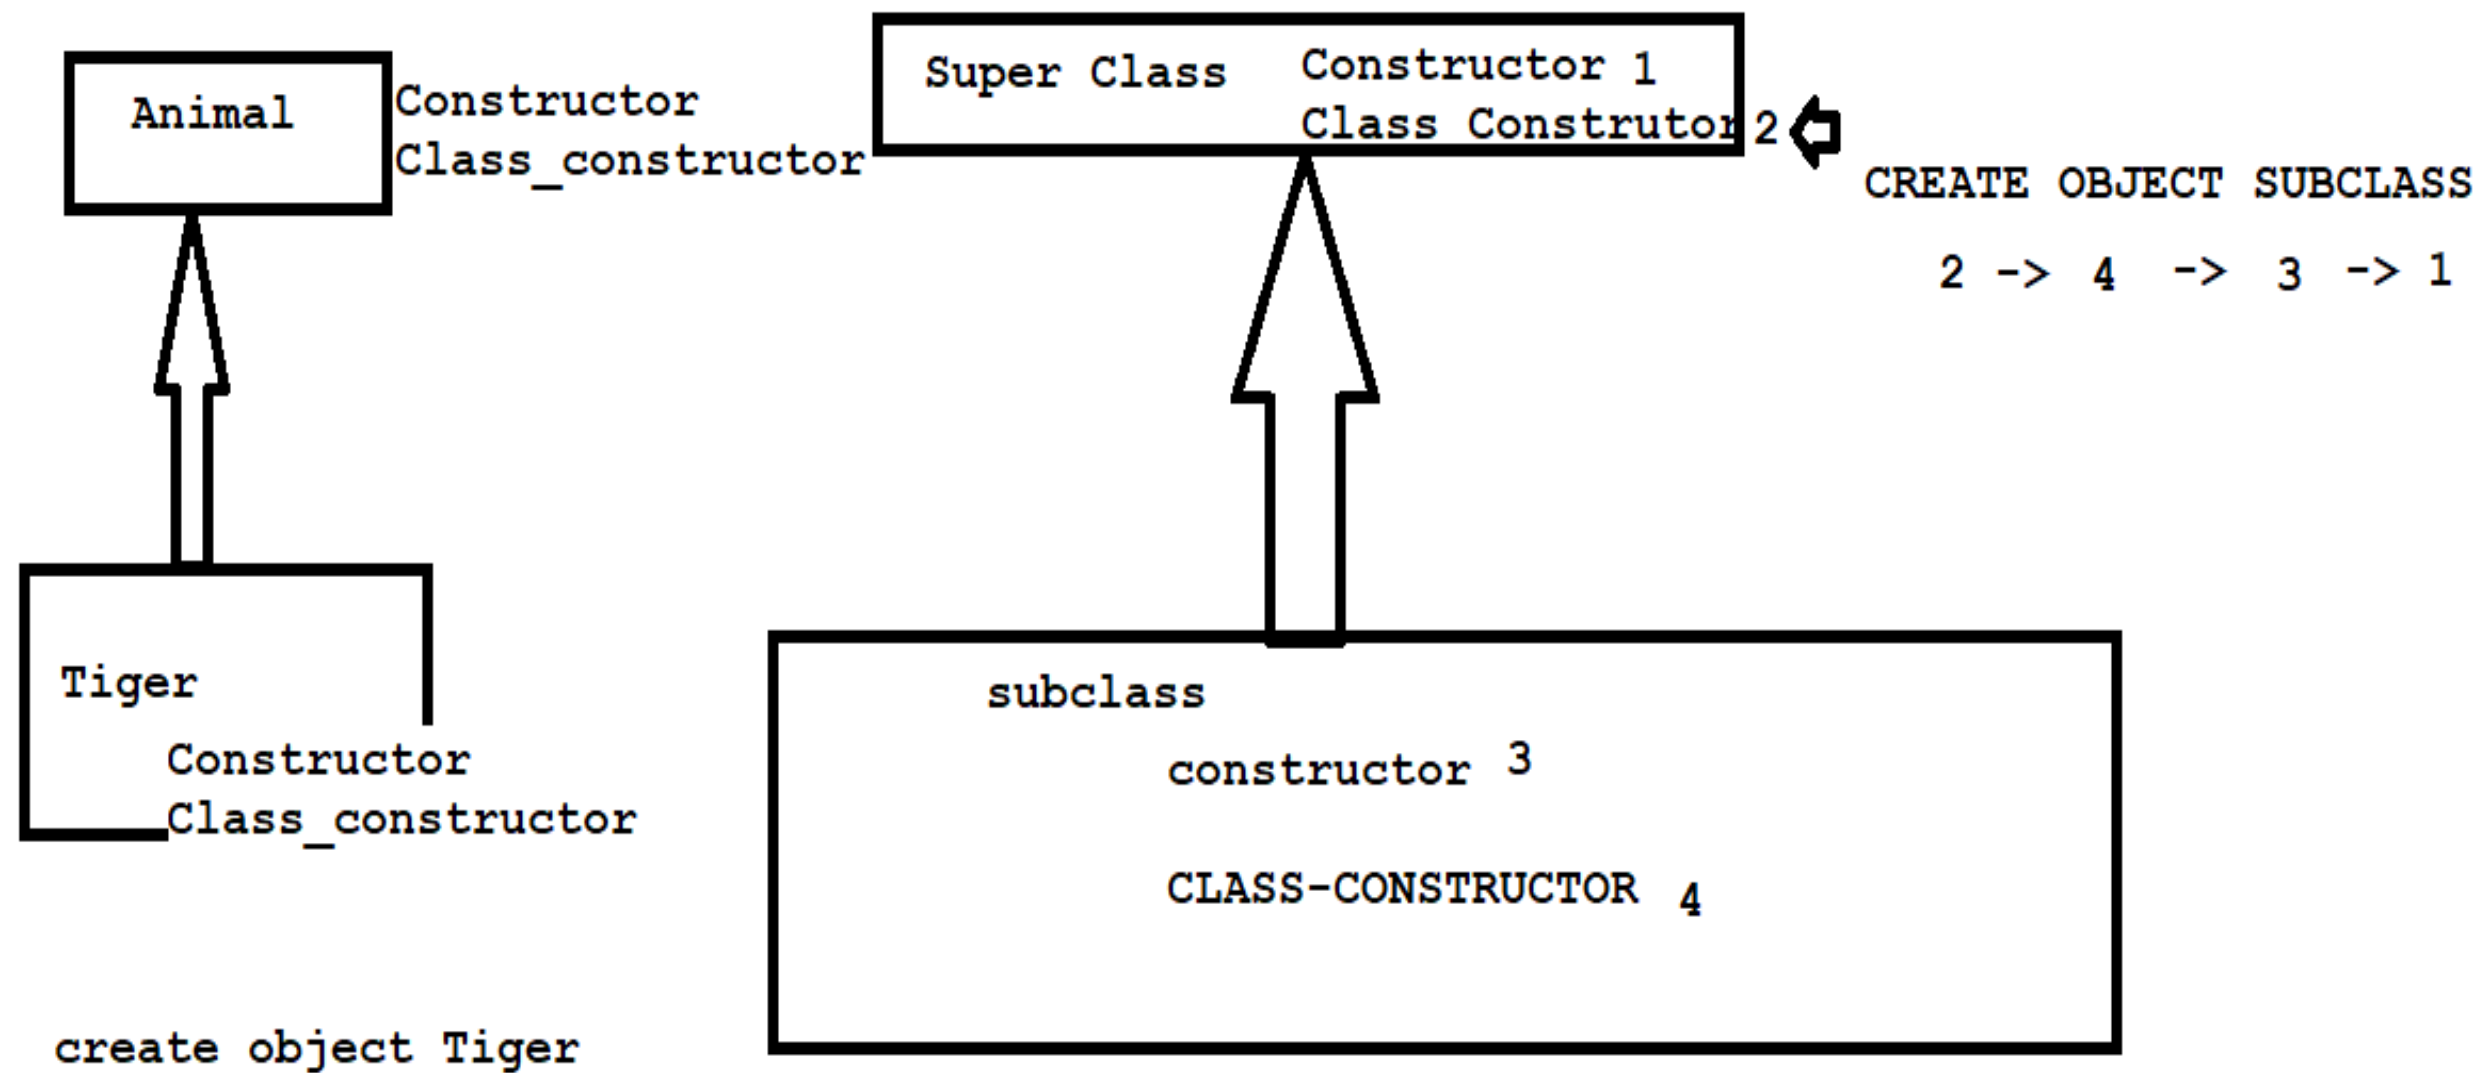 Animal
Constructor
Class_constructor
Super Class
Constructor 1
Class Construtor 2
CREATE OBJECT SUBCLASS
2 -> 4 -> 3 -> 1
Tiger
Constructor
Class_constructor
create object Tiger
subclass
constructor 3
CLASS-CONSTRUCTOR 4